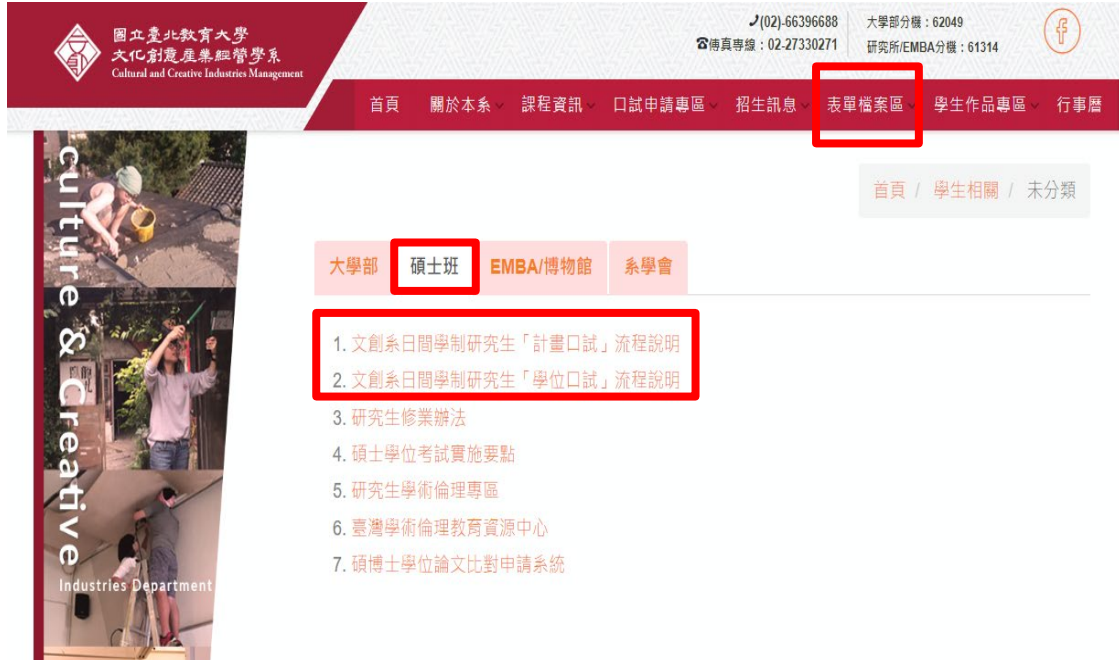 國立臺北教育大學
文化創意產業經營學系
Cultural and Creative Industries Management
(02)-66396688
傳真專線：02-27330271
大學部分機：62049
研究所/EMBA分機：61314
首頁 關於本系 課程資訊 口試申請專區 招生訊息 表單檔案區 學生作品專區 行事曆
首頁 / 學生相關 / 未分類
大學部 碩士班 EMBA/博物館 系學會
1. 文創系日間學制研究生「計畫口試」流程說明
2. 文創系日間學制研究生「學位口試」流程說明
3. 研究生修業辦法
4. 碩士學位考試實施要點
5. 研究生學術倫理專區
6. 臺灣學術倫理教育資源中心
7. 碩博士學位論文比對申請系統
culture & Creative
Industries Department